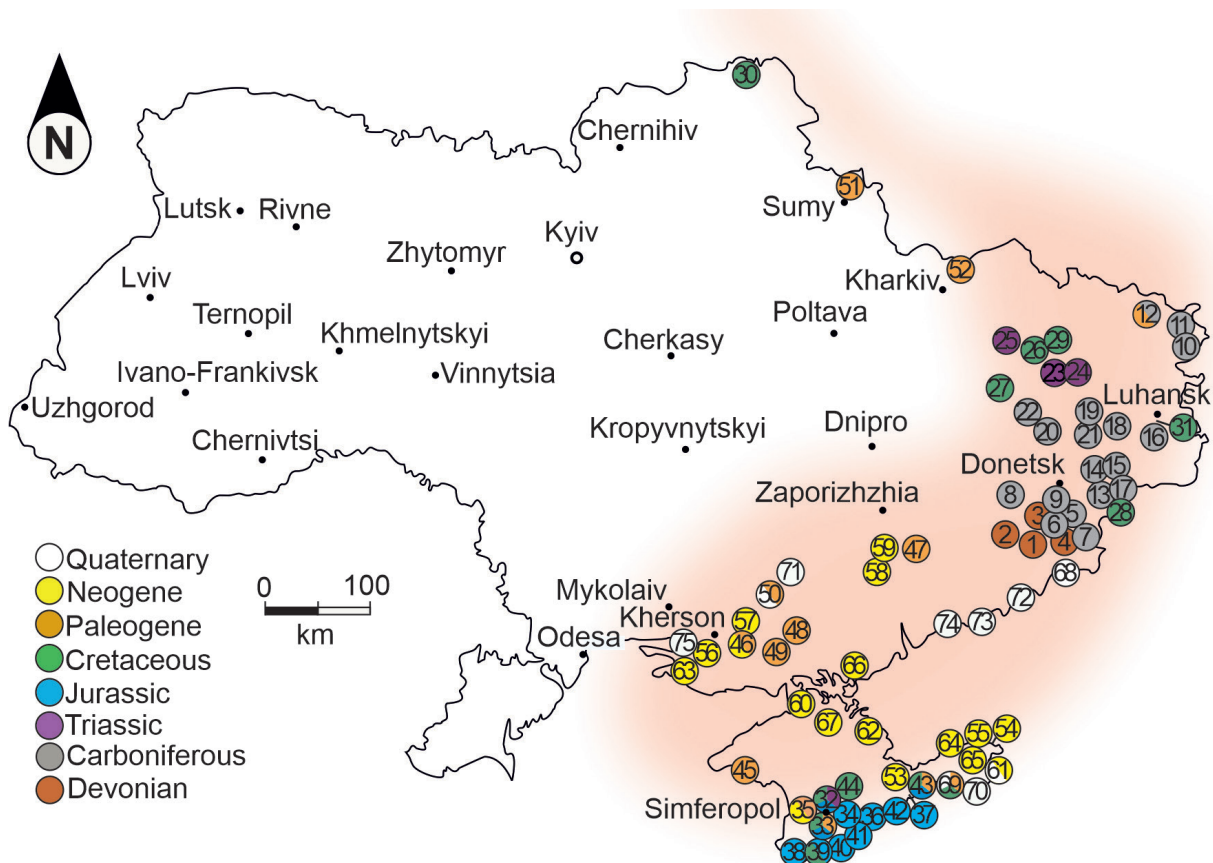 30
Chernihiv
N
51
Sumy
Lutsk
Rivne
Kyiv
Zhytomyr
52
Kharkiv
Lviv
Ternopil
Poltava
12
11
Khmelnytskyi
Cherkasy
25
26
29
10
Ivano-Frankivsk
Vinnytsia
23
24
Uzhgorod
27
Luhansk
22
19
Chernivtsi
Kropyvnytskyi
Dnipro
20
21
18
16
31
Donetsk
14
15
Zaporizhzhia
8
9
13
17
3
5
28
2
1
6
4
7
59
47
Quaternary
58
71
68
Neogene
0
100
km
Mykolaiv
50
72
Paleogene
Kherson
57
48
74
73
Cretaceous
Odesa
75
56
46
49
Jurassic
63
66
Triassic
60
67
62
Carboniferous
64
55
54
Devonian
45
53
65
61
44
43
69
70
Simferopol
35
32
34
36
42
37
33
41
38
39
40